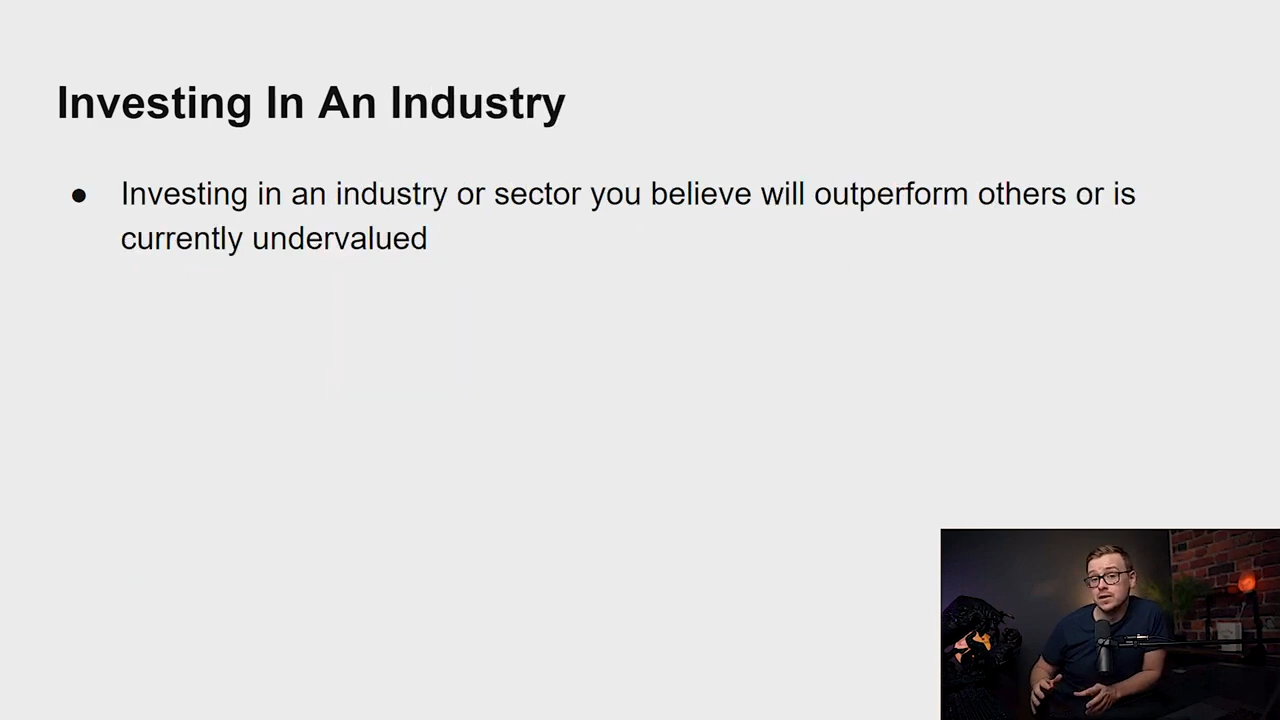 Investing In An Industry
● Investing in an industry or sector you believe will outperform others or is
currently undervalued